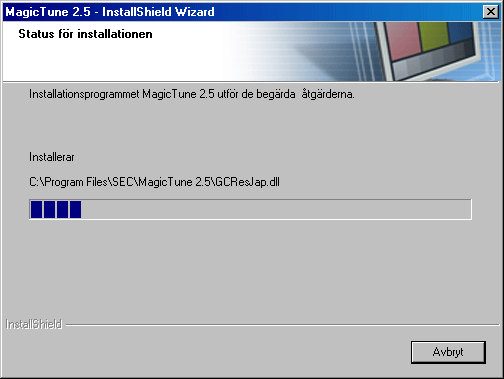 MagicTune 2.5 - InstallShield Wizard
Status för installationen
Installationsprogrammet MagicTune 2.5 utför de begärda åtgärderna.
Installerar
C:\Program Files\SEC\MagicTune 2.5\GCResJap.dll
InstallShield
Avbryt